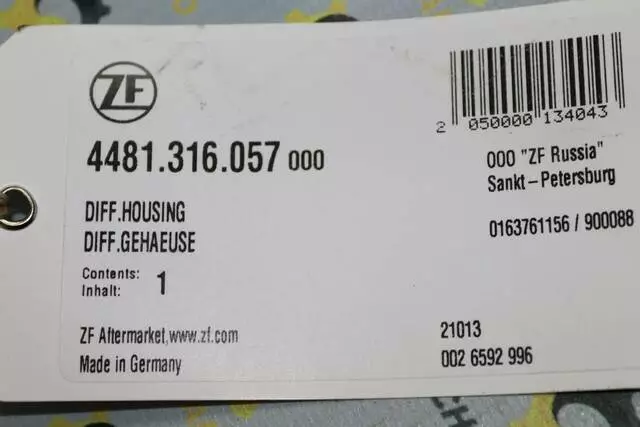 ZF
4481.316.057 000
DIFF.HOUSING
DIFF.GEHAEUSE
Contents: 1
Inhalt:
ZF Aftermarket,www.zf.com
Made in Germany
2 050000 134043
000 "ZF Russia"
Sankt-Petersburg
0163761156 / 900088
21013
002 6592 996
CH